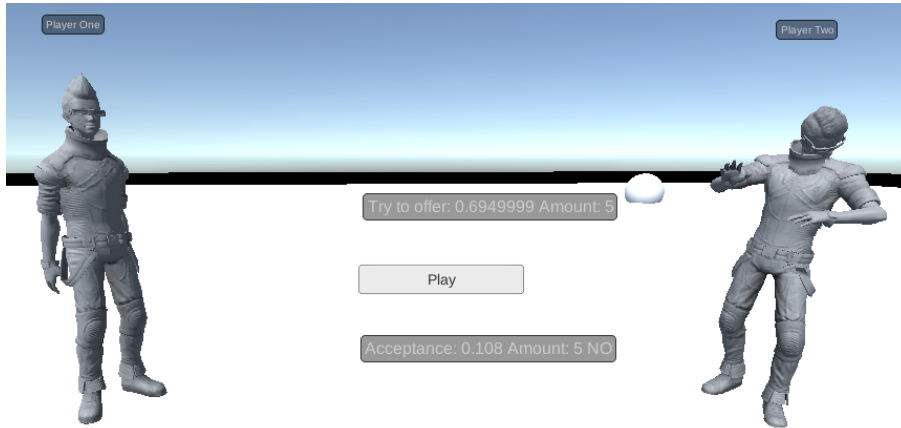 Player One
Player Two
Try to offer: 0.6949999 Amount: 5
Play
Acceptance: 0.108 Amount: 5 NO